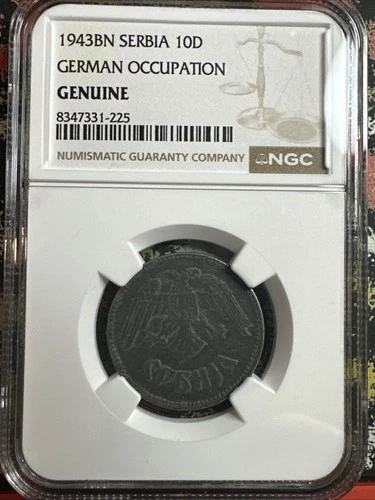 1943BN SERBIA 10D
GERMAN OCCUPATION
GENUINE
8347331-225
NUMISMATIC GUARANTY COMPANY NGC
СРБИЈА